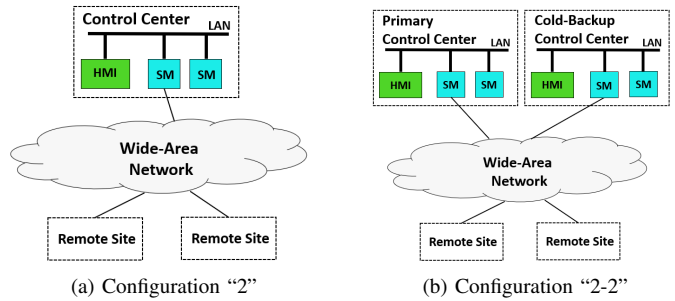 Control Center
LAN
HMI
SM
SM
Wide-Area
Network
Remote Site
Remote Site
(a) Configuration “2”
Primary
Control Center
LAN
HMI
SM
SM
Cold-Backup
Control Center
LAN
HMI
SM
SM
Wide-Area
Network
Remote Site
Remote Site
(b) Configuration “2-2”